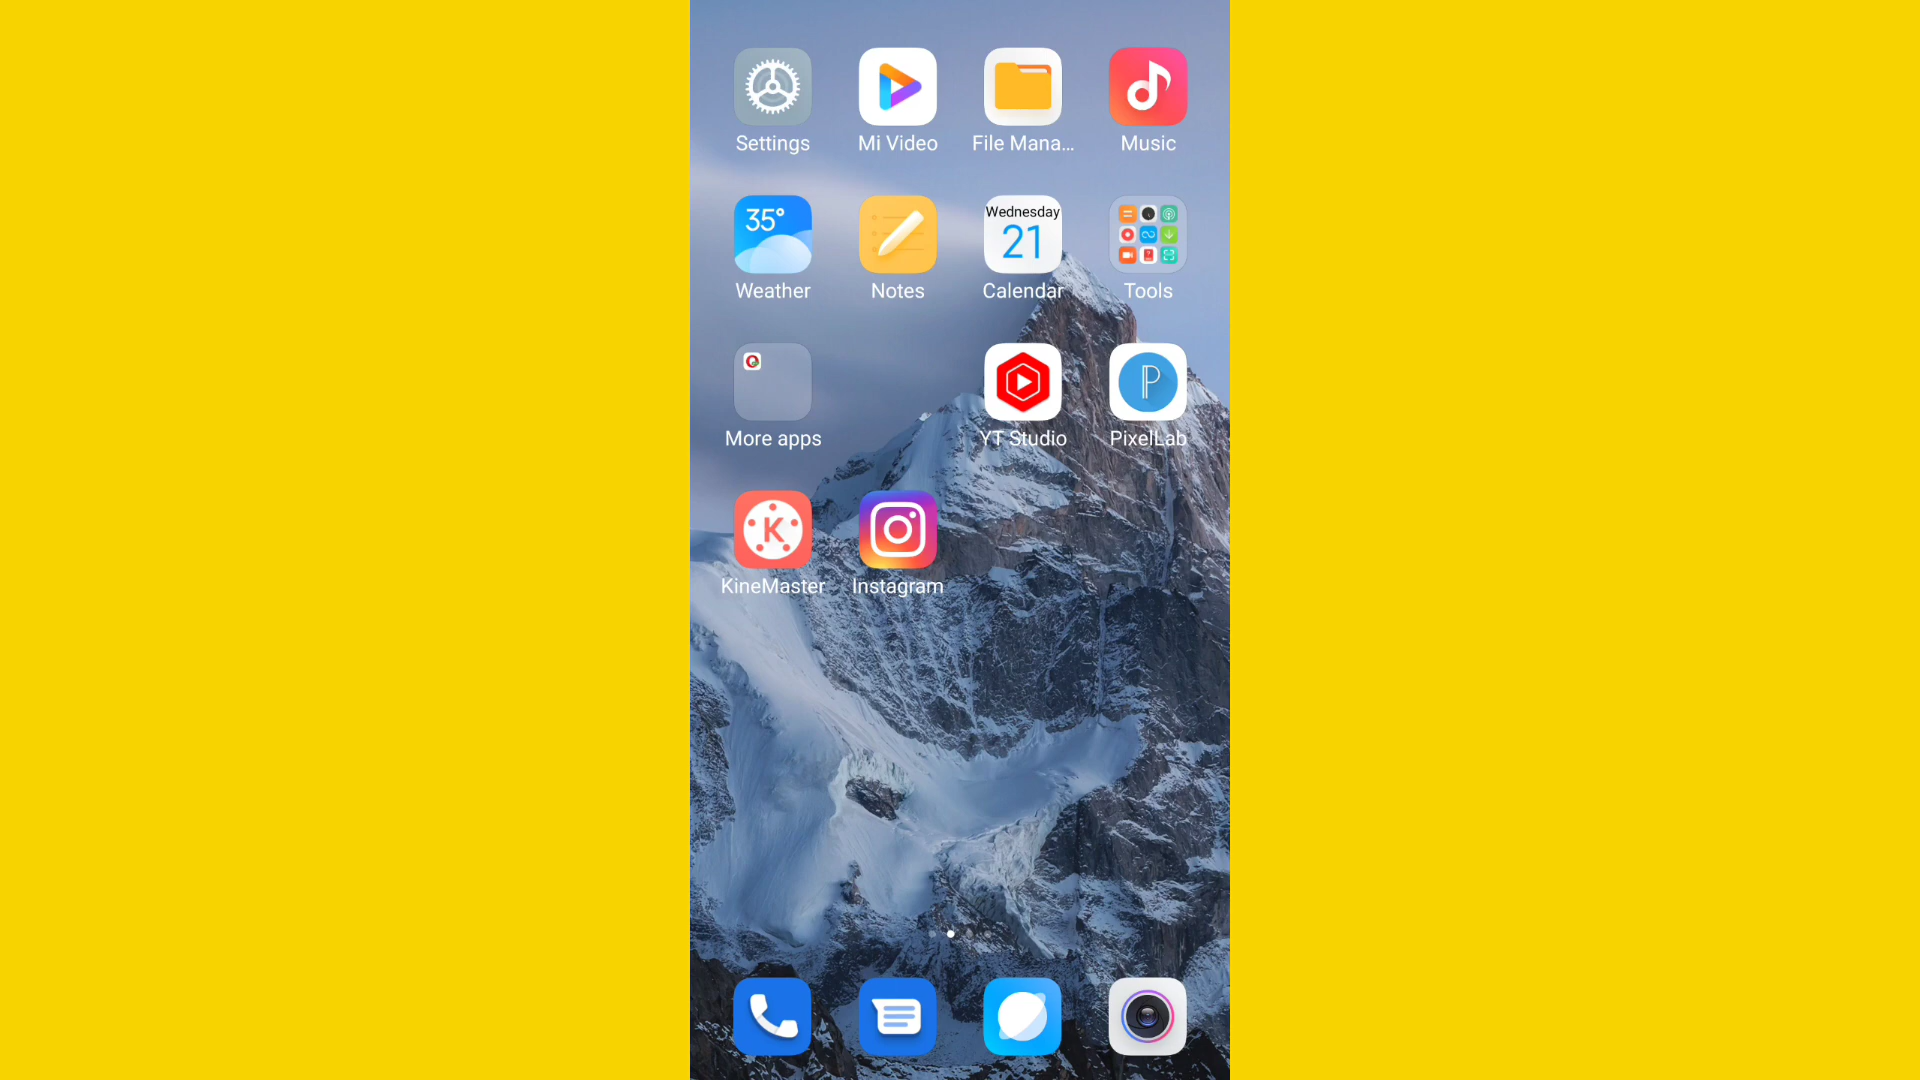 Settings
Mi Video
File Mana...
Music
35°
Wednesday
21
Weather
Notes
Calendar
Tools
P
More apps
YT Studio
PixelLab
K
KineMaster
Instagram